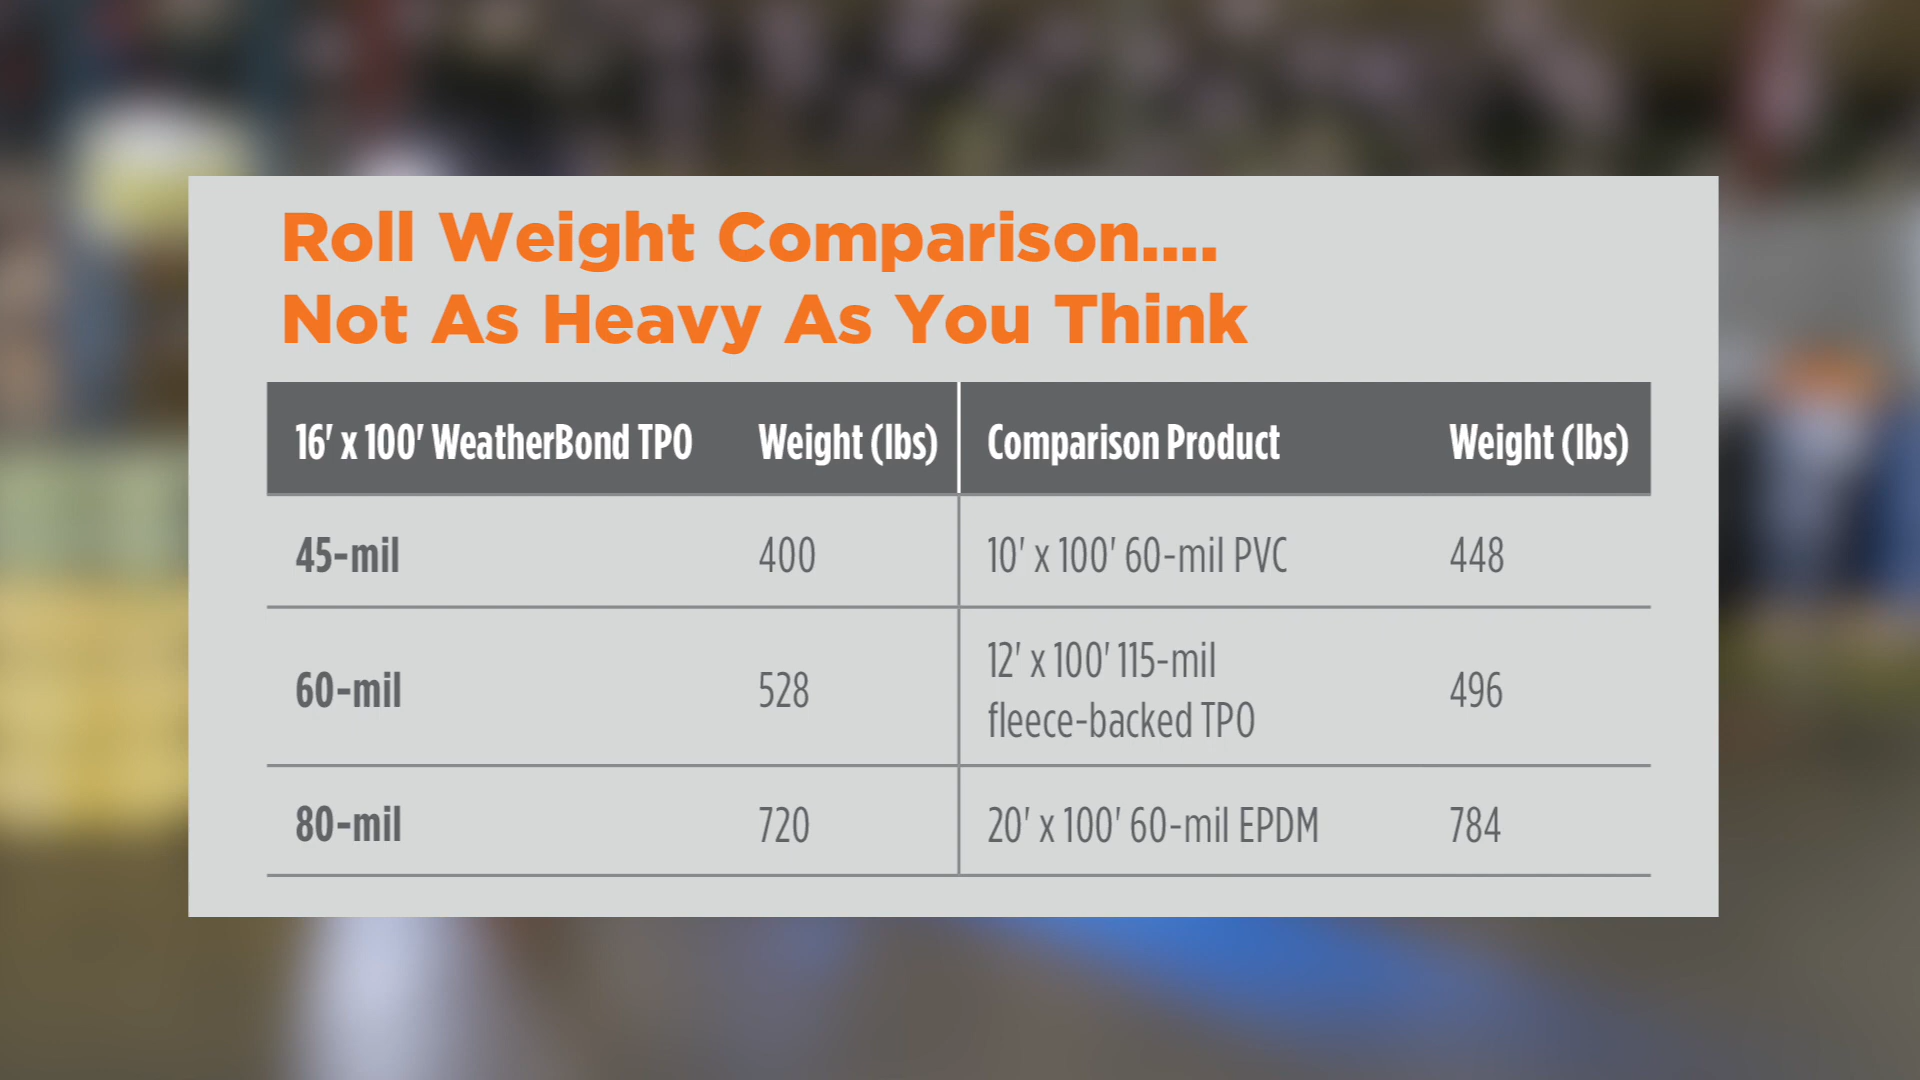 Roll Weight Comparison....
Not As Heavy As You Think
16' x 100' WeatherBond TPO Weight (lbs) Comparison Product Weight (lbs)
45-mil 400 10' x 100' 60-mil PVC 448
60-mil 528 12' x 100' 115-mil
fleece-backed TPO 496
80-mil 720 20' x 100' 60-mil EPDM 784